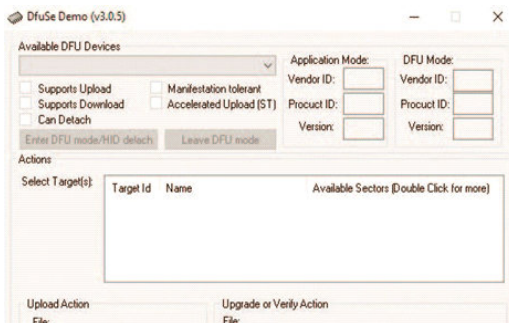 DfuSe Demo (v3.0.5)
Available DFU Devices
Supports Upload
Supports Download
Can Detach
Manifestation tolerant
Accelerated Upload (ST)
Enter DFU mode/HID detach
Leave DFU mode
Application Mode:
Vendor ID:
Procuct ID:
Version:
DFU Mode:
Vendor ID:
Procuct ID:
Version:
Actions
Select Target(s):
Target Id Name Available Sectors (Double Click for more)
Upload Action
File:
Upgrade or Verify Action
File: